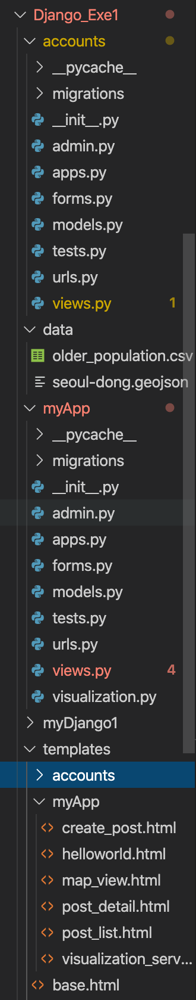 Django_Exe1
accounts
__pycache__
migrations
__init__.py
admin.py
apps.py
forms.py
models.py
tests.py
urls.py
views.py 1
data
older_population.csv
seoul-dong.geojson
myApp
__pycache__
migrations
__init__.py
admin.py
apps.py
forms.py
models.py
tests.py
urls.py
views.py 4
visualization.py
myDjango1
templates
accounts
myApp
create_post.html
helloworld.html
map_view.html
post_detail.html
post_list.html
visualization_serv...
base.html